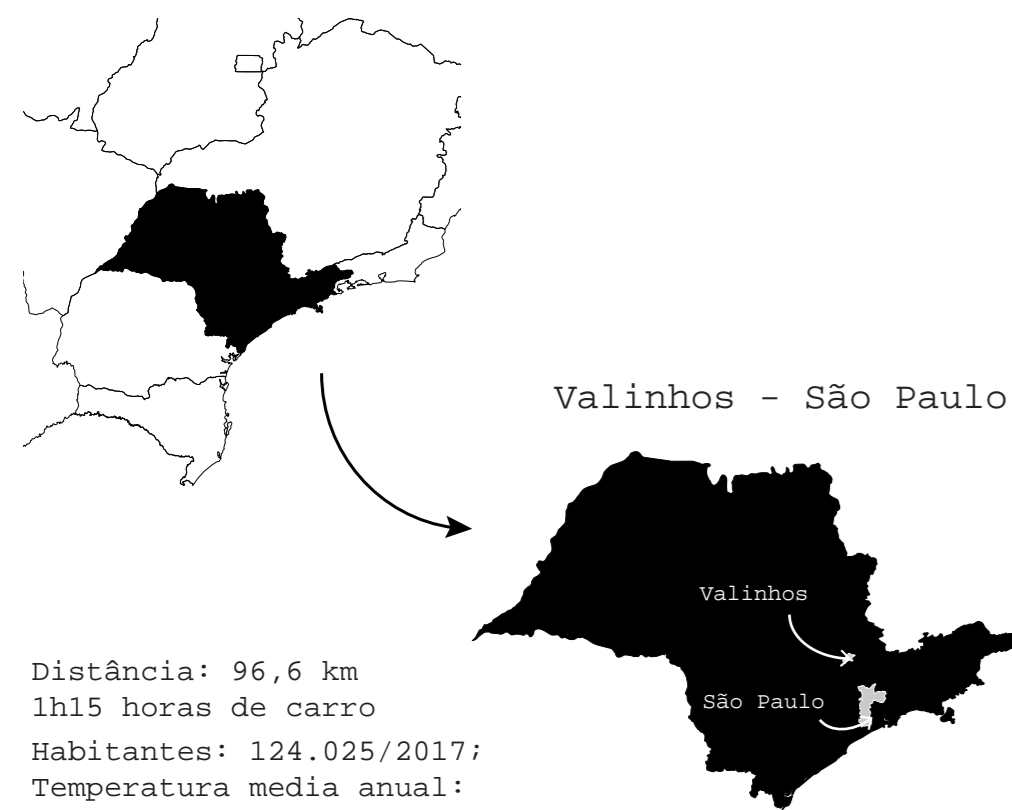 Valinhos - São Paulo
Valinhos
São Paulo
Distância: 96,6 km
1h15 horas de carro
Habitantes: 124.025/2017;
Temperatura media anual: